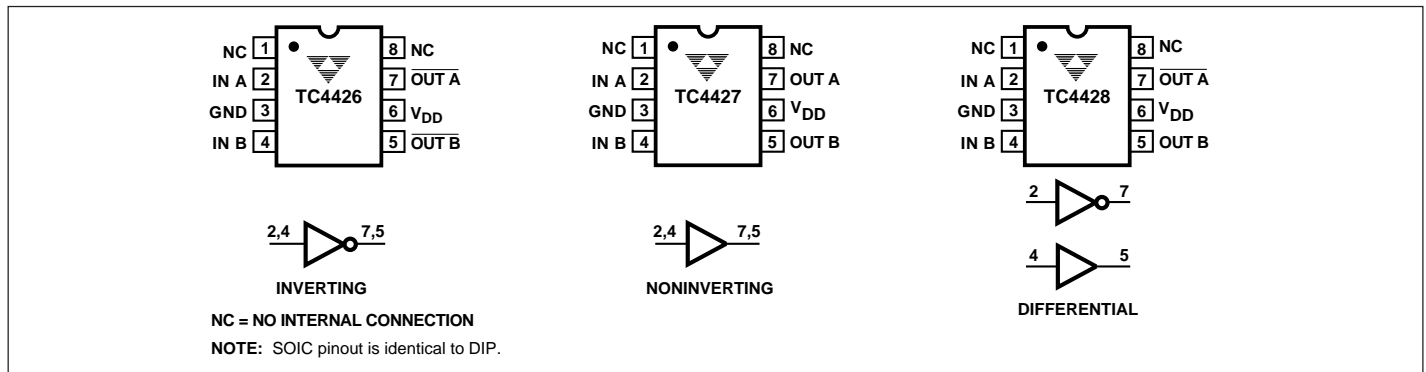 NC 1 8 NC
IN A 2 7 OUT A
TC4426
GND 3 6 VDD
IN B 4 5 OUT B
2,4 7,5
INVERTING
NC = NO INTERNAL CONNECTION
NOTE: SOIC pinout is identical to DIP.
NC 1 8 NC
IN A 2 7 OUT A
TC4427
GND 3 6 VDD
IN B 4 5 OUT B
2,4 7,5
NONINVERTING
NC 1 8 NC
IN A 2 7 OUT A
TC4428
GND 3 6 VDD
IN B 4 5 OUT B
2 7
4 5
DIFFERENTIAL